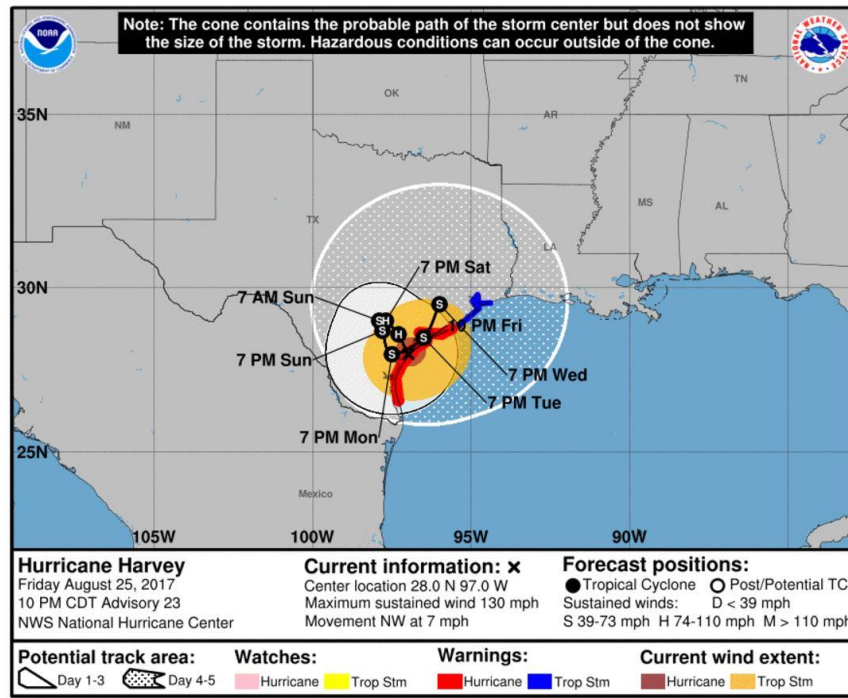 Note: The cone contains the probable path of the storm center but does not show
the size of the storm. Hazardous conditions can occur outside of the cone.
NOAA
OK
TN
35N
NM
AR
MS
AL
TX
LA
30N
7 PM Sat
7 AM Sun
S
SH
S
H
10 PM Fri
7 PM Sun
S
S
7 PM Wed
7 PM Tue
7 PM Mon
25N
Mexico
105W
100W
95W
90W
Hurricane Harvey
Friday August 25, 2017
10 PM CDT Advisory 23
NWS National Hurricane Center
Current information: ×
Center location 28.0 N 97.0 W
Maximum sustained wind 130 mph
Movement NW at 7 mph
Forecast positions:
Tropical Cyclone Post/Potential TC
Sustained winds: D < 39 mph
S 39-73 mph H 74-110 mph M > 110 mph
Potential track area:
Day 1-3 Day 4-5
Watches:
Hurricane Trop Stm
Warnings:
Hurricane Trop Stm
Current wind extent:
Hurricane Trop Stm